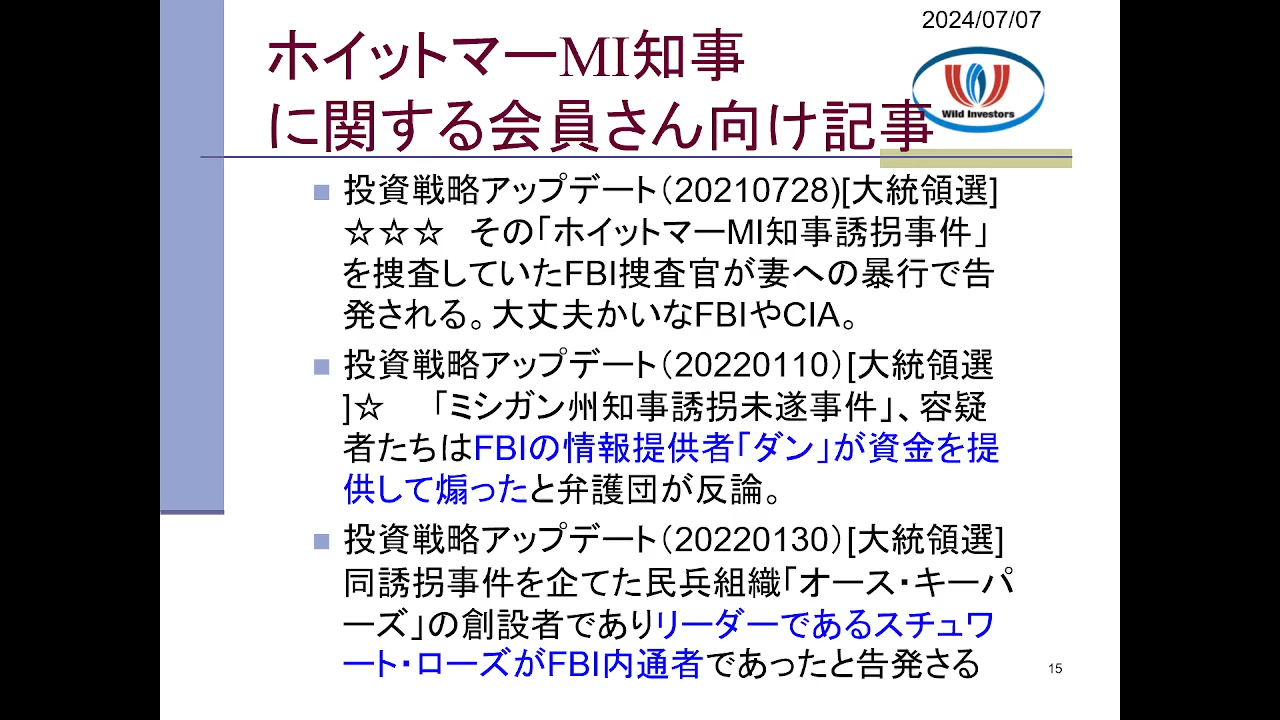 2024/07/07
ホイットマーMI知事
に関する会員さん向け記事
Wild Investors
投資戦略アップデート（20210728)[大統領選]
☆☆☆　その「ホイットマーMI知事誘拐事件」
を捜査していたFBI捜査官が妻への暴行で告
発される。大丈夫かいなFBIやCIA。
投資戦略アップデート（20220110）[大統領選
]☆　「ミシガン州知事誘拐未遂事件」、容疑
者たちはFBIの情報提供者「ダン」が資金を提
供して煽ったと弁護団が反論。
投資戦略アップデート（20220130）[大統領選]
同誘拐事件を企てた民兵組織「オース・キーパ
ーズ」の創設者でありリーダーであるスチュワ
ート・ローズがFBI内通者であったと告発さる
15